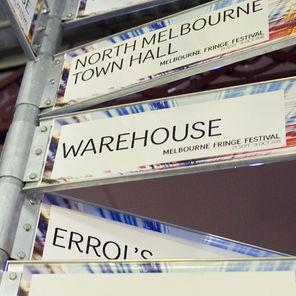 NORTH MELBOURNE
TOWN HALL
MELBOURNE FRINGE FESTIVAL
WAREHOUSE
MELBOURNE FRINGE FESTIVAL
ERROL'S